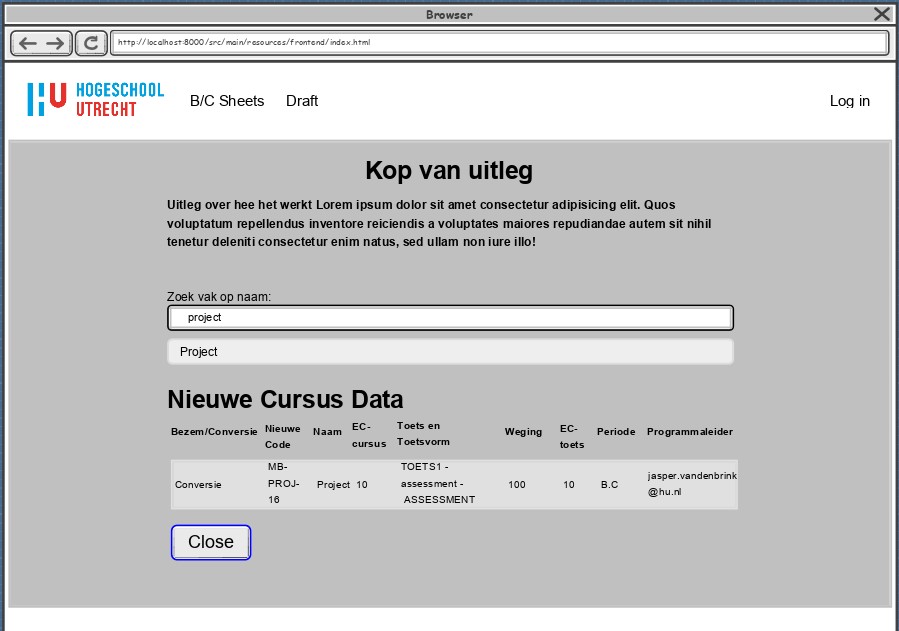 Browser
http://localhost:8000/src/main/resources/frontend/index.html
HOGESCHOOL
UTRECHT
B/C Sheets
Draft
Log in
Kop van uitleg
Uitleg over hee het werkt Lorem ipsum dolor sit amet consectetur adipisicing elit. Quos
voluptatum repellendus inventore reiciendis a voluptates maiores repudiandae autem sit nihil
tenetur deleniti consectetur enim natus, sed ullam non iure illo!
Zoek vak op naam:
project
Project
Nieuwe Cursus Data
Bezem/Conversie
Nieuwe
Code
Naam
EC-
cursus
Toets en
Toetsvorm
Weging
EC-
toets
Periode
Programmaleider
Conversie
MB-
PROJ-
16
Project
10
TOETS1 -
assessment -
ASSESSMENT
100
10
B.C
jasper.vandenbrink
@hu.nl
Close